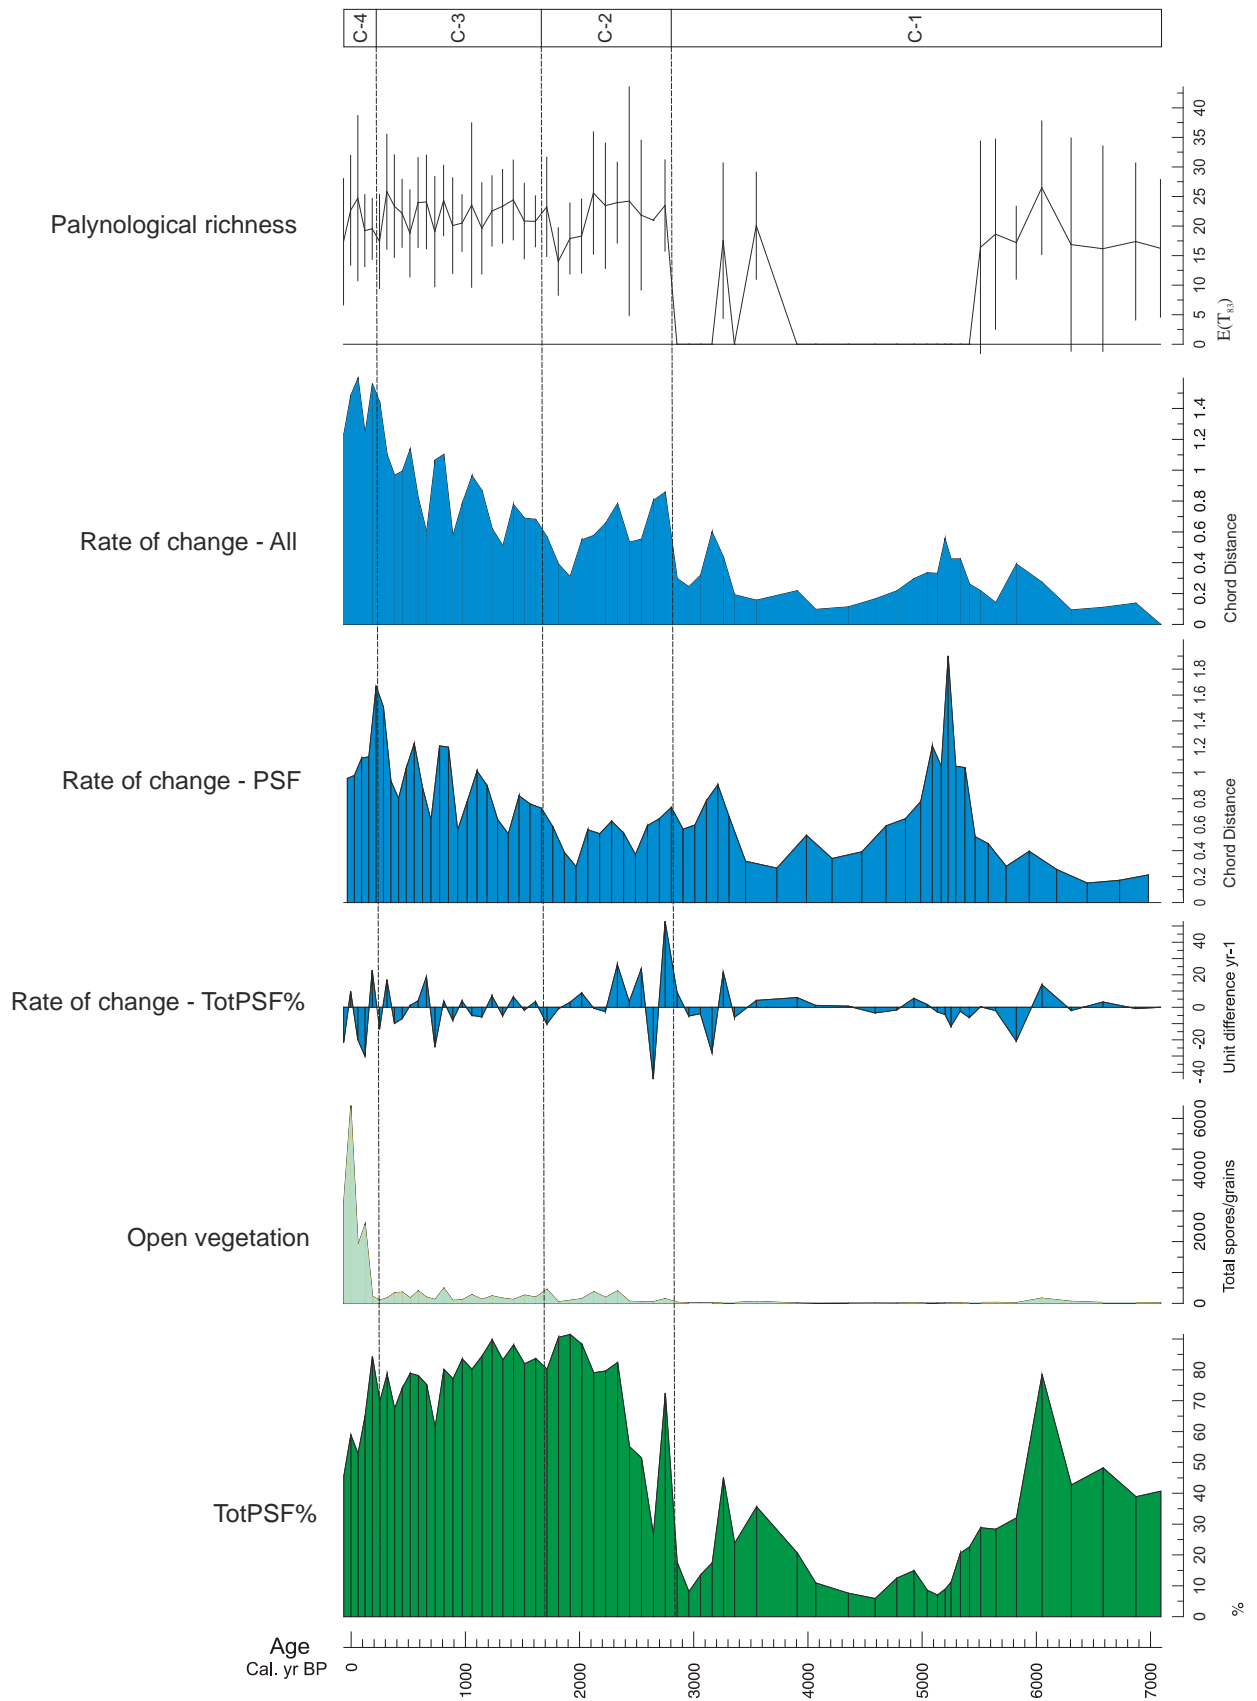 C-4
C-3
C-2
C-1
Palynological richness
0 5 10 15 20 25 30 35 40
E(T83)
Rate of change - All
0 0.2 0.4 0.6 0.8 1 1.2 1.4
Chord Distance
Rate of change - PSF
0 0.2 0.4 0.6 0.8 1 1.2 1.4 1.6 1.8
Chord Distance
Rate of change - TotPSF%
-40 -20 0 20 40
Unit difference yr-1
Open vegetation
0 2000 4000 6000
Total spores/grains
TotPSF%
0 10 20 30 40 50 60 70 80
%
Age
Cal. yr BP
0 1000 2000 3000 4000 5000 6000 7000